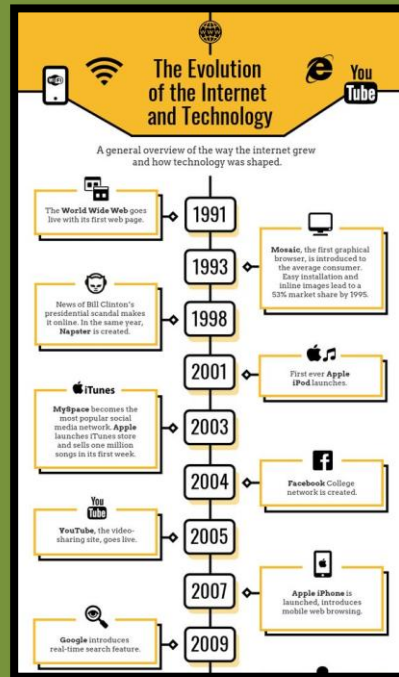 WWW
WiFi
You
Tube
The Evolution
of the Internet
and Technology
A general overview of the way the internet grew
and how technology was shaped.
The World Wide Web goes
live with its first web page.
1991
1993
Mosaic, the first graphical
browser, is introduced to
the average consumer.
Easy installation and
inline images lead to a
53% market share by 1995.
News of Bill Clinton's
presidential scandal makes
it online. In the same year,
Napster is created.
1998
2001
First ever Apple
iPod launches.
iTunes
MySpace becomes the
most popular social
media network. Apple
launches iTunes store
and sells one million
songs in its first week.
2003
2004
Facebook College
network is created.
You
Tube
YouTube, the video-
sharing site, goes live.
2005
2007
Apple iPhone is
launched, introduces
mobile web browsing.
Google introduces
real-time search feature.
2009